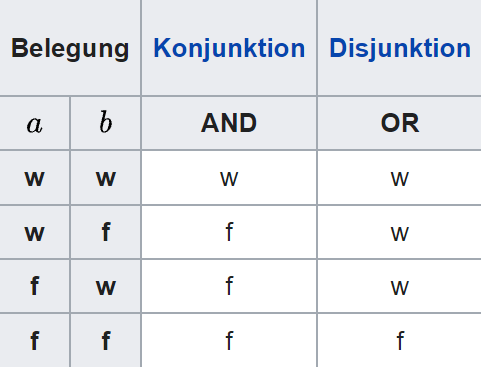 Belegung Konjunktion Disjunktion
a b AND OR
w w w w
w f f w
f w f w
f f f f